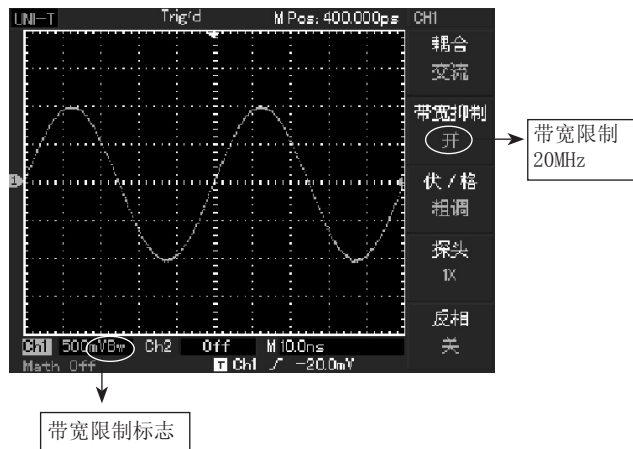 UNI-T Trig'd M Pos: 400.000ps CH1
耦合
交流
带宽抑制
开
伏/格
粗调
探头
1X
反相
关
1
Ch1 500mVBw Ch2 Off M 10.0ns
Math Off T Ch1 -20.0mV
带宽限制
20MHz
带宽限制标志